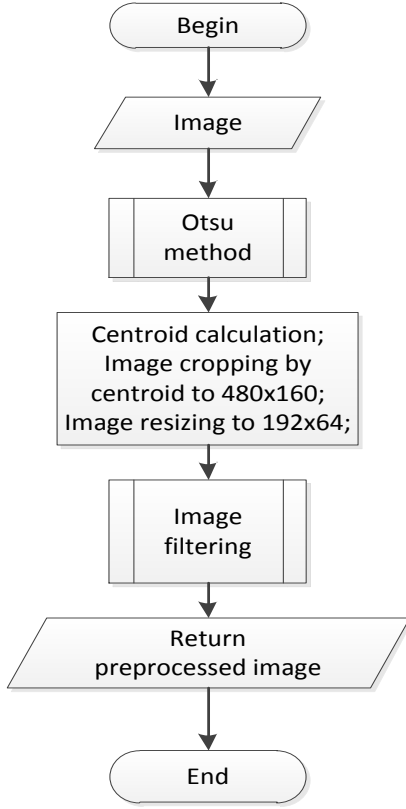 Begin
Image
Otsu
method
Centroid calculation;
Image cropping by
centroid to 480x160;
Image resizing to 192x64;
Image
filtering
Return
preprocessed image
End